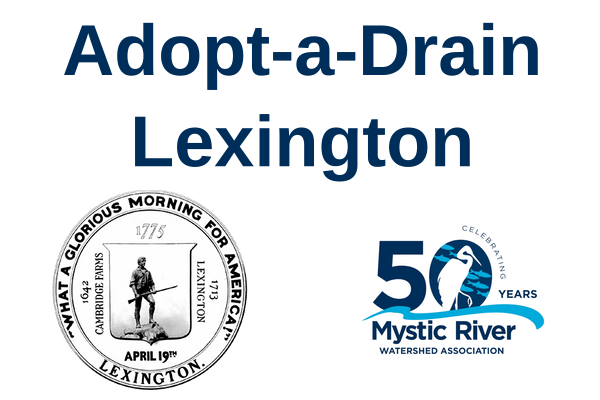 Adopt-a-Drain
Lexington
"WHAT A GLORIOUS MORNING FOR AMERICA!"
1775
1642
CAMBRIDGE FARMS
1713
LEXINGTON
APRIL 19TH
LEXINGTON.
CELEBRATING
50
YEARS
Mystic River
WATERSHED ASSOCIATION